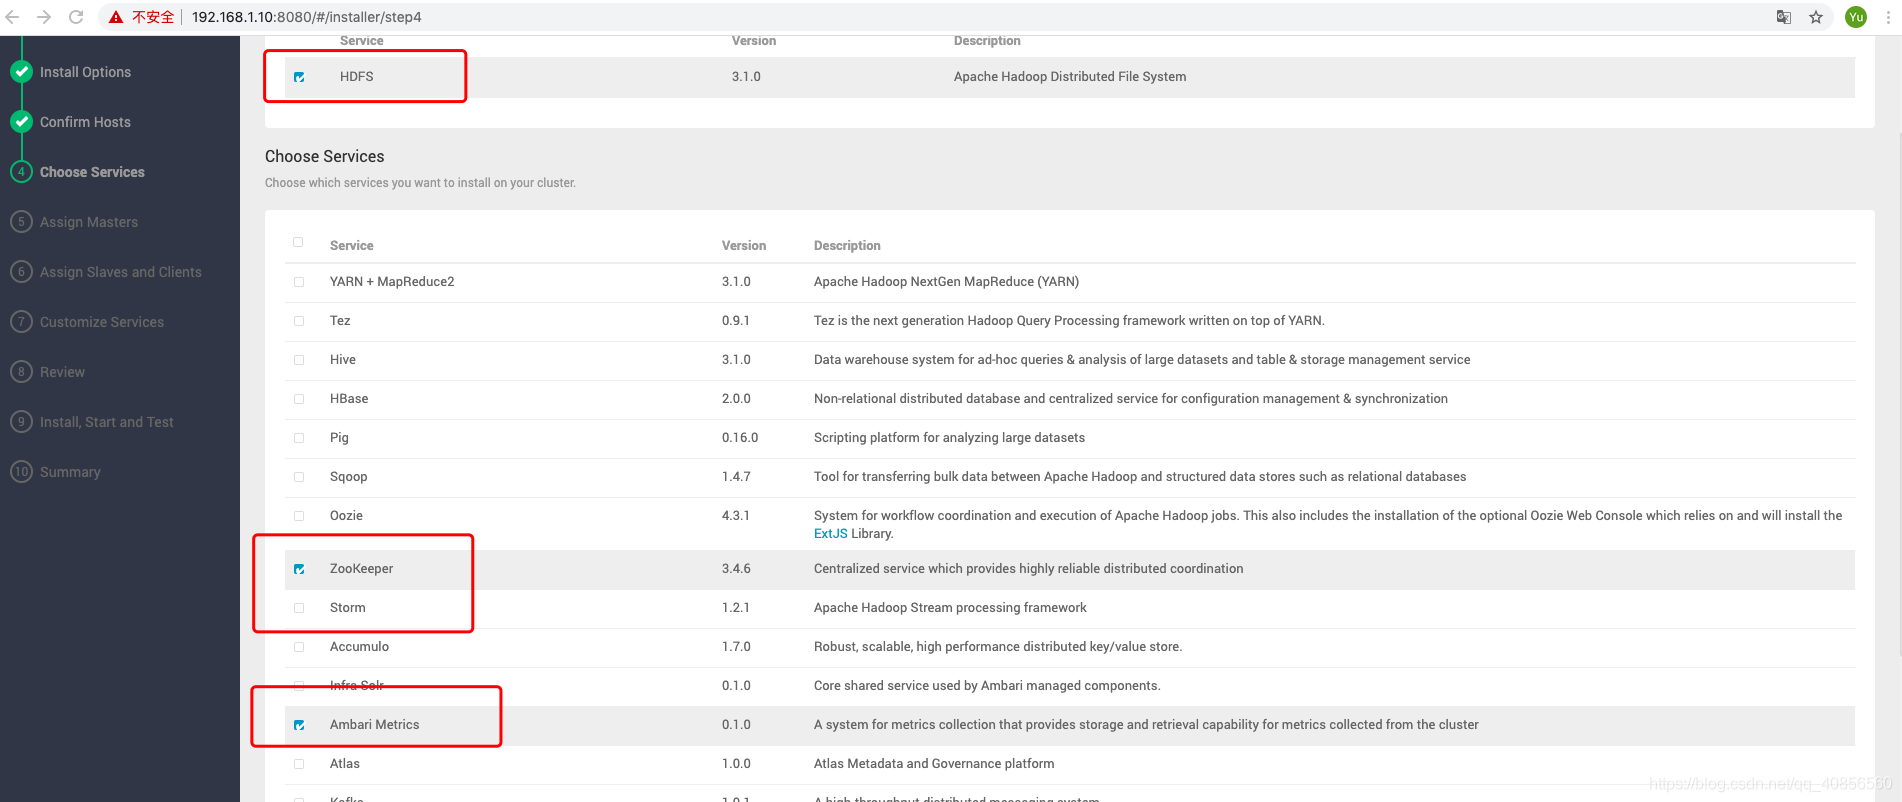 不安全 192.168.1.10:8080/#/installer/step4
Yu
Install Options
Confirm Hosts
4 Choose Services
5 Assign Masters
6 Assign Slaves and Clients
7 Customize Services
8 Review
9 Install, Start and Test
10 Summary
Service Version Description
HDFS 3.1.0 Apache Hadoop Distributed File System
Choose Services
Choose which services you want to install on your cluster.
Service Version Description
YARN + MapReduce2 3.1.0 Apache Hadoop NextGen MapReduce (YARN)
Tez 0.9.1 Tez is the next generation Hadoop Query Processing framework written on top of YARN.
Hive 3.1.0 Data warehouse system for ad-hoc queries & analysis of large datasets and table & storage management service
HBase 2.0.0 Non-relational distributed database and centralized service for configuration management & synchronization
Pig 0.16.0 Scripting platform for analyzing large datasets
Sqoop 1.4.7 Tool for transferring bulk data between Apache Hadoop and structured data stores such as relational databases
Oozie 4.3.1 System for workflow coordination and execution of Apache Hadoop jobs. This also includes the installation of the optional Oozie Web Console which relies on and will install the
ExtJS Library.
ZooKeeper 3.4.6 Centralized service which provides highly reliable distributed coordination
Storm 1.2.1 Apache Hadoop Stream processing framework
Accumulo 1.7.0 Robust, scalable, high performance distributed key/value store.
Infra Solr 0.1.0 Core shared service used by Ambari managed components.
Ambari Metrics 0.1.0 A system for metrics collection that provides storage and retrieval capability for metrics collected from the cluster
Atlas 1.0.0 Atlas Metadata and Governance platform
Kafka 1.0.1 A high-throughput distributed messaging system
https://blog.csdn.net/qq_40856560